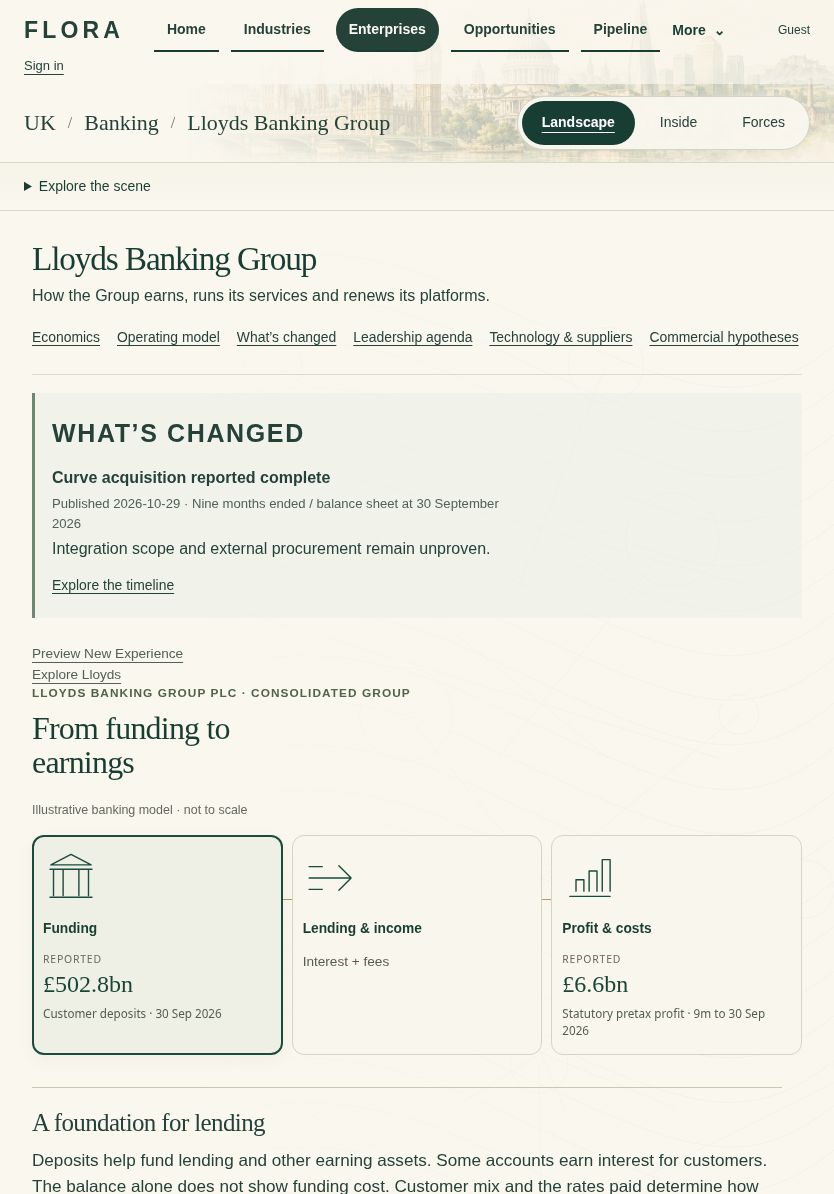 FLORA
Home
Industries
Enterprises
Opportunities
Pipeline
More
Guest
Sign in
UK / Banking / Lloyds Banking Group
Landscape
Inside
Forces
Explore the scene
Lloyds Banking Group
How the Group earns, runs its services and renews its platforms.
Economics
Operating model
What's changed
Leadership agenda
Technology & suppliers
Commercial hypotheses
WHAT'S CHANGED
Curve acquisition reported complete
Published 2026-10-29 · Nine months ended / balance sheet at 30 September
2026
Integration scope and external procurement remain unproven.
Explore the timeline
Preview New Experience
Explore Lloyds
LLOYDS BANKING GROUP PLC · CONSOLIDATED GROUP
From funding to
earnings
Illustrative banking model · not to scale
Funding
REPORTED
£502.8bn
Customer deposits · 30 Sep 2026
Lending & income
Interest + fees
Profit & costs
REPORTED
£6.6bn
Statutory pretax profit · 9m to 30 Sep
2026
A foundation for lending
Deposits help fund lending and other earning assets. Some accounts earn interest for customers.
The balance alone does not show funding cost. Customer mix and the rates paid determine how